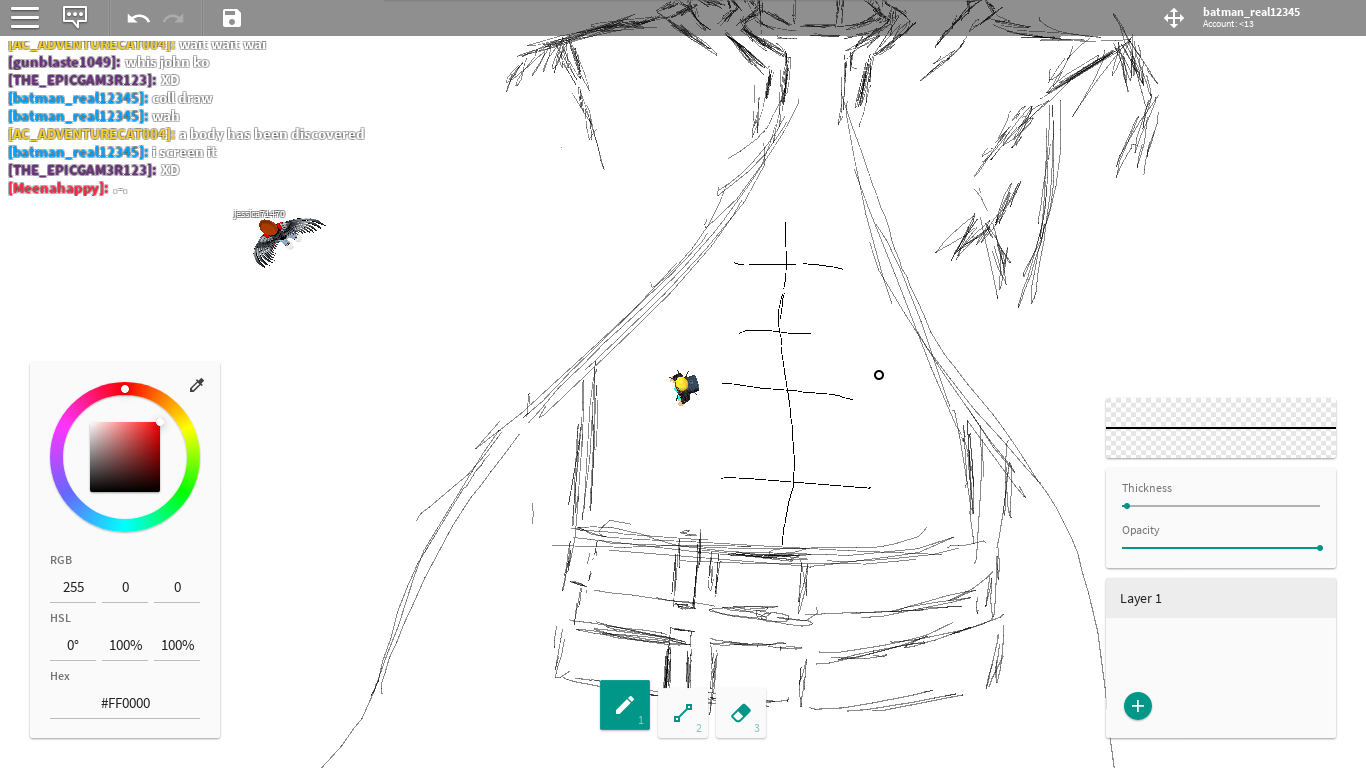 batman_real12345
Account: <13
[AC_ADVENTURECAT004]: wait wait wai
[gunblaste1049]: whis john ko
[THE_EPICGAM3R123]: XD
[batman_real12345]: coll draw
[batman_real12345]: wah
[AC_ADVENTURECAT004]: a body has been discovered
[batman_real12345]: i screen it
[THE_EPICGAM3R123]: XD
[Meenahappy]: .-.
jessica71470
RGB
255 0 0
HSL
0° 100% 100%
Hex
#FF0000
1
2
3
Thickness
Opacity
Layer 1